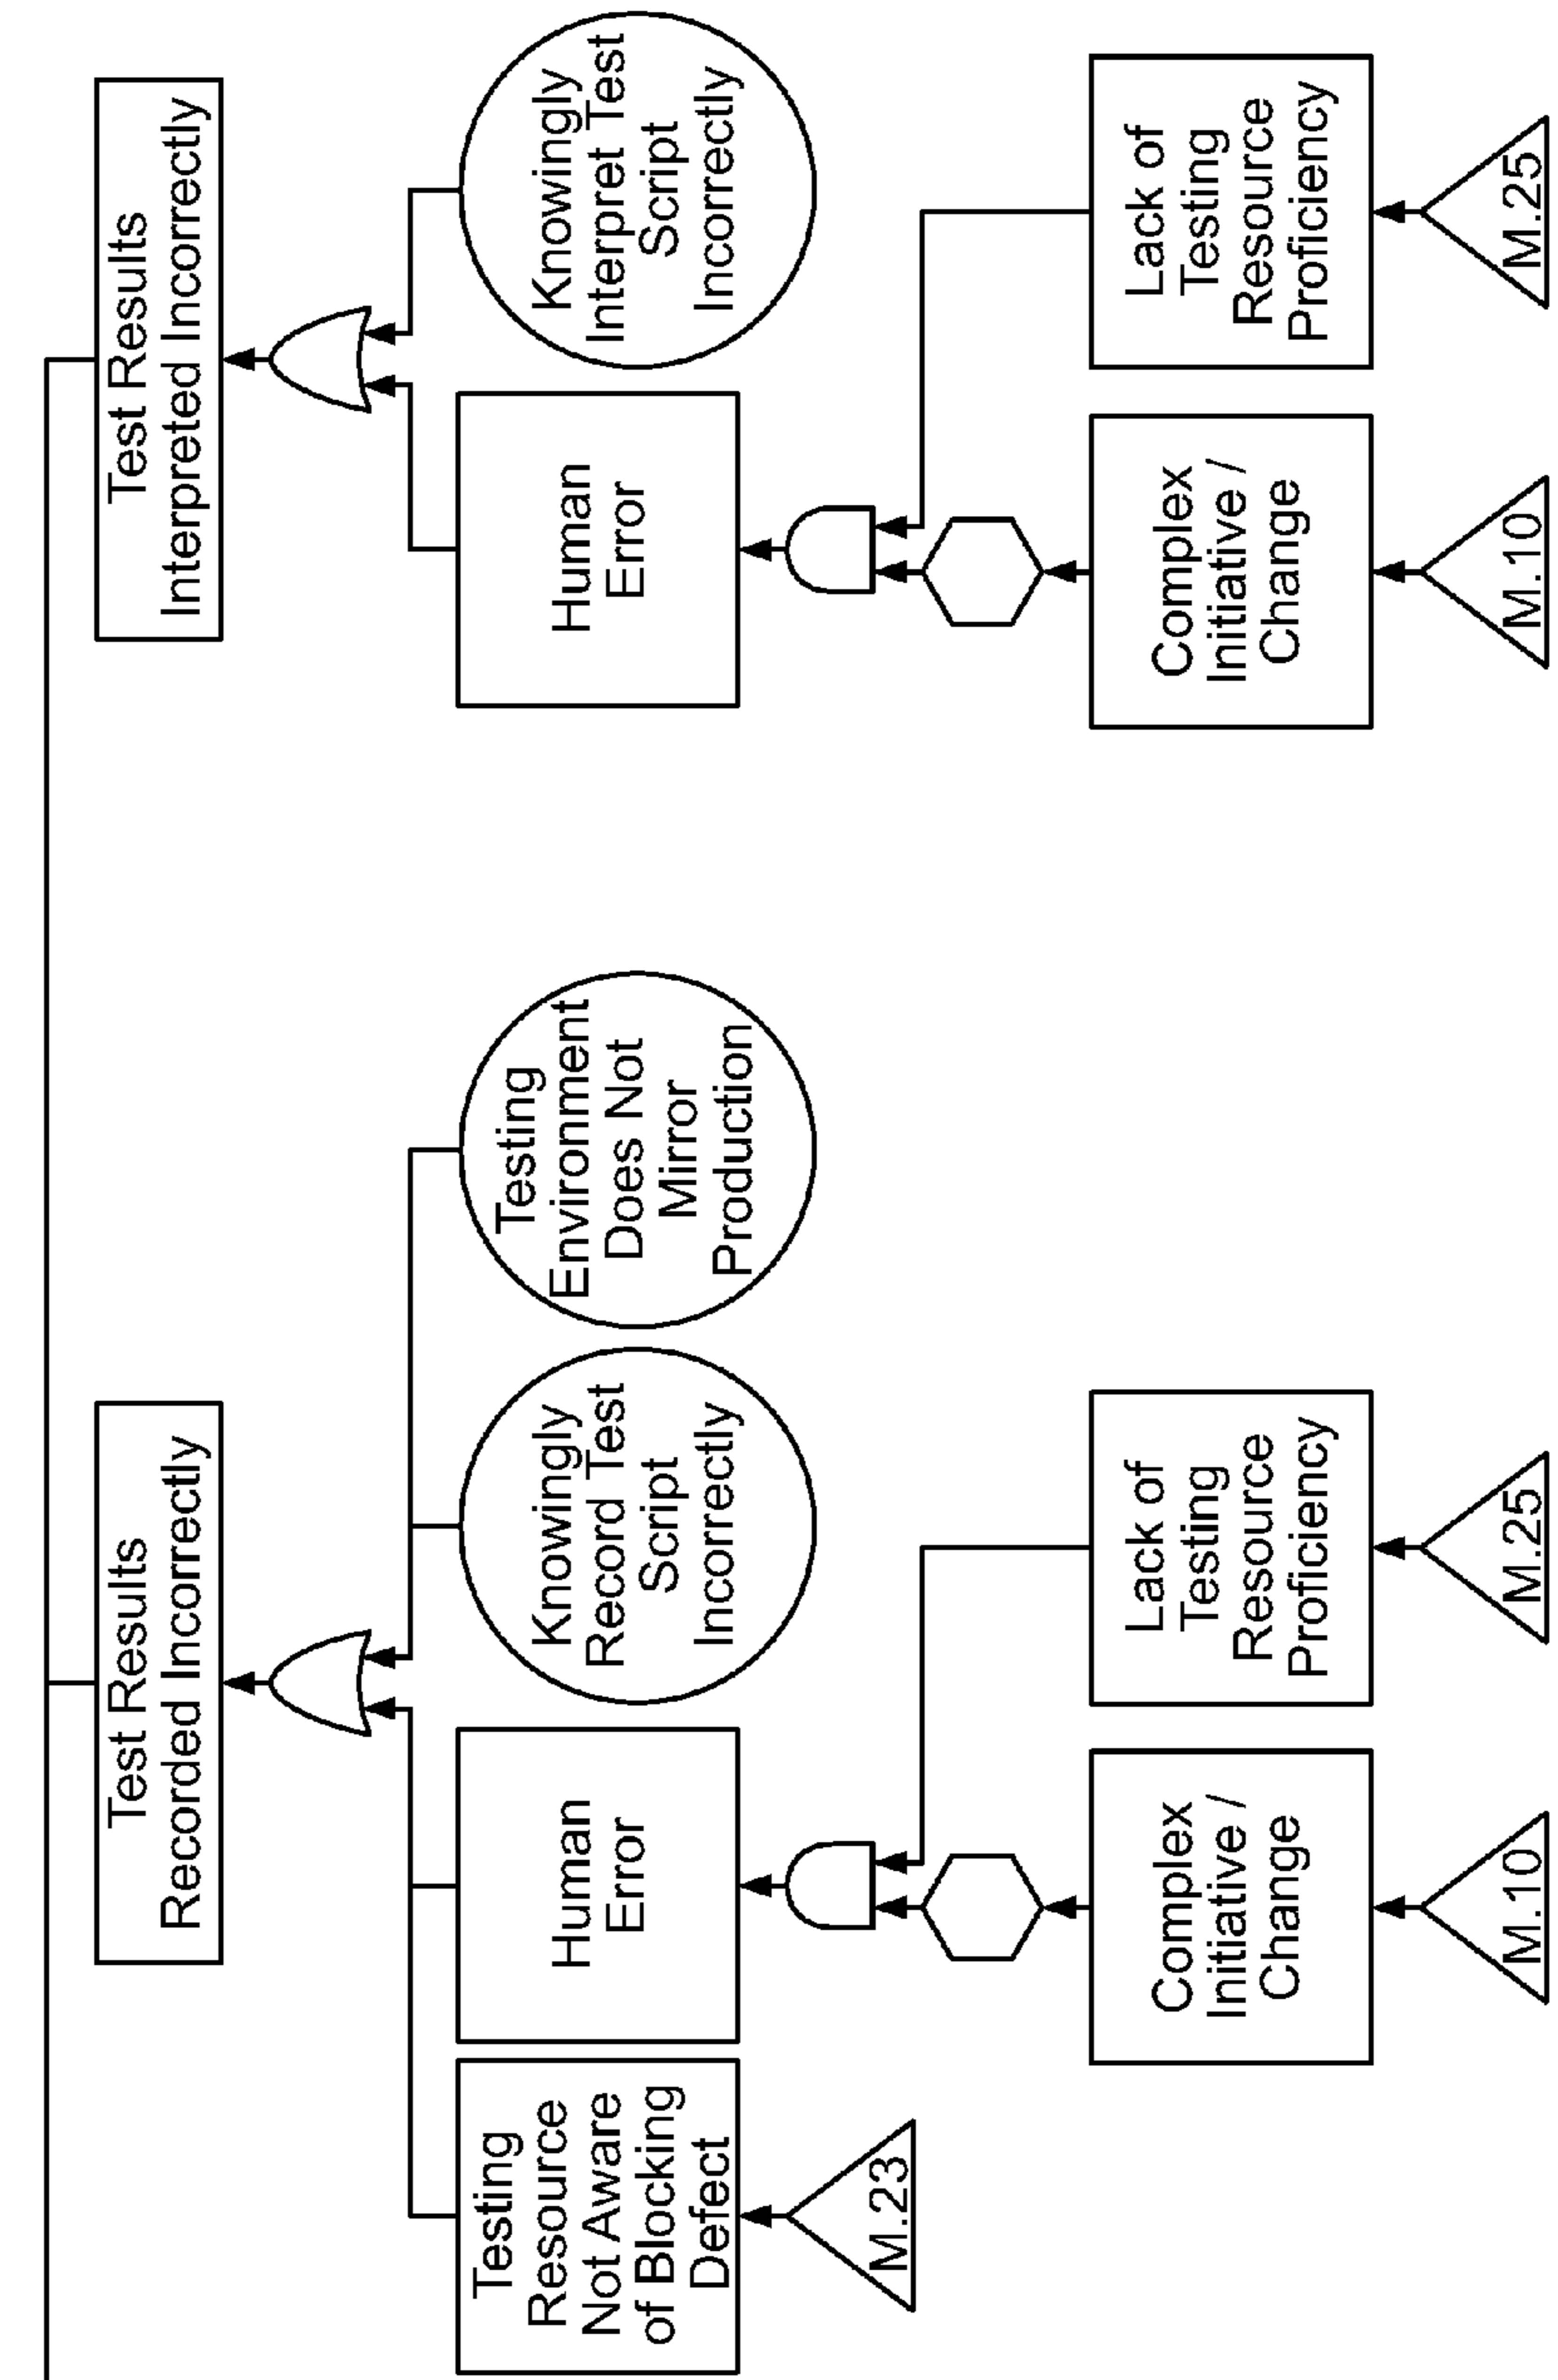 Test Results
Recorded Incorrectly
Test Results
Interpreted Incorrectly
Testing
Resource
Not Aware
of Blocking
Defect
Human
Error
Knowingly
Record Test
Script
Incorrectly
Testing
Environment
Does Not
Mirror
Production
Human
Error
Knowingly
Interpret Test
Script
Incorrectly
M.23
Complex
Initiative /
Change
Lack of
Testing
Resource
Proficiency
Complex
Initiative /
Change
Lack of
Testing
Resource
Proficiency
M.10
M.25
M.10
M.25